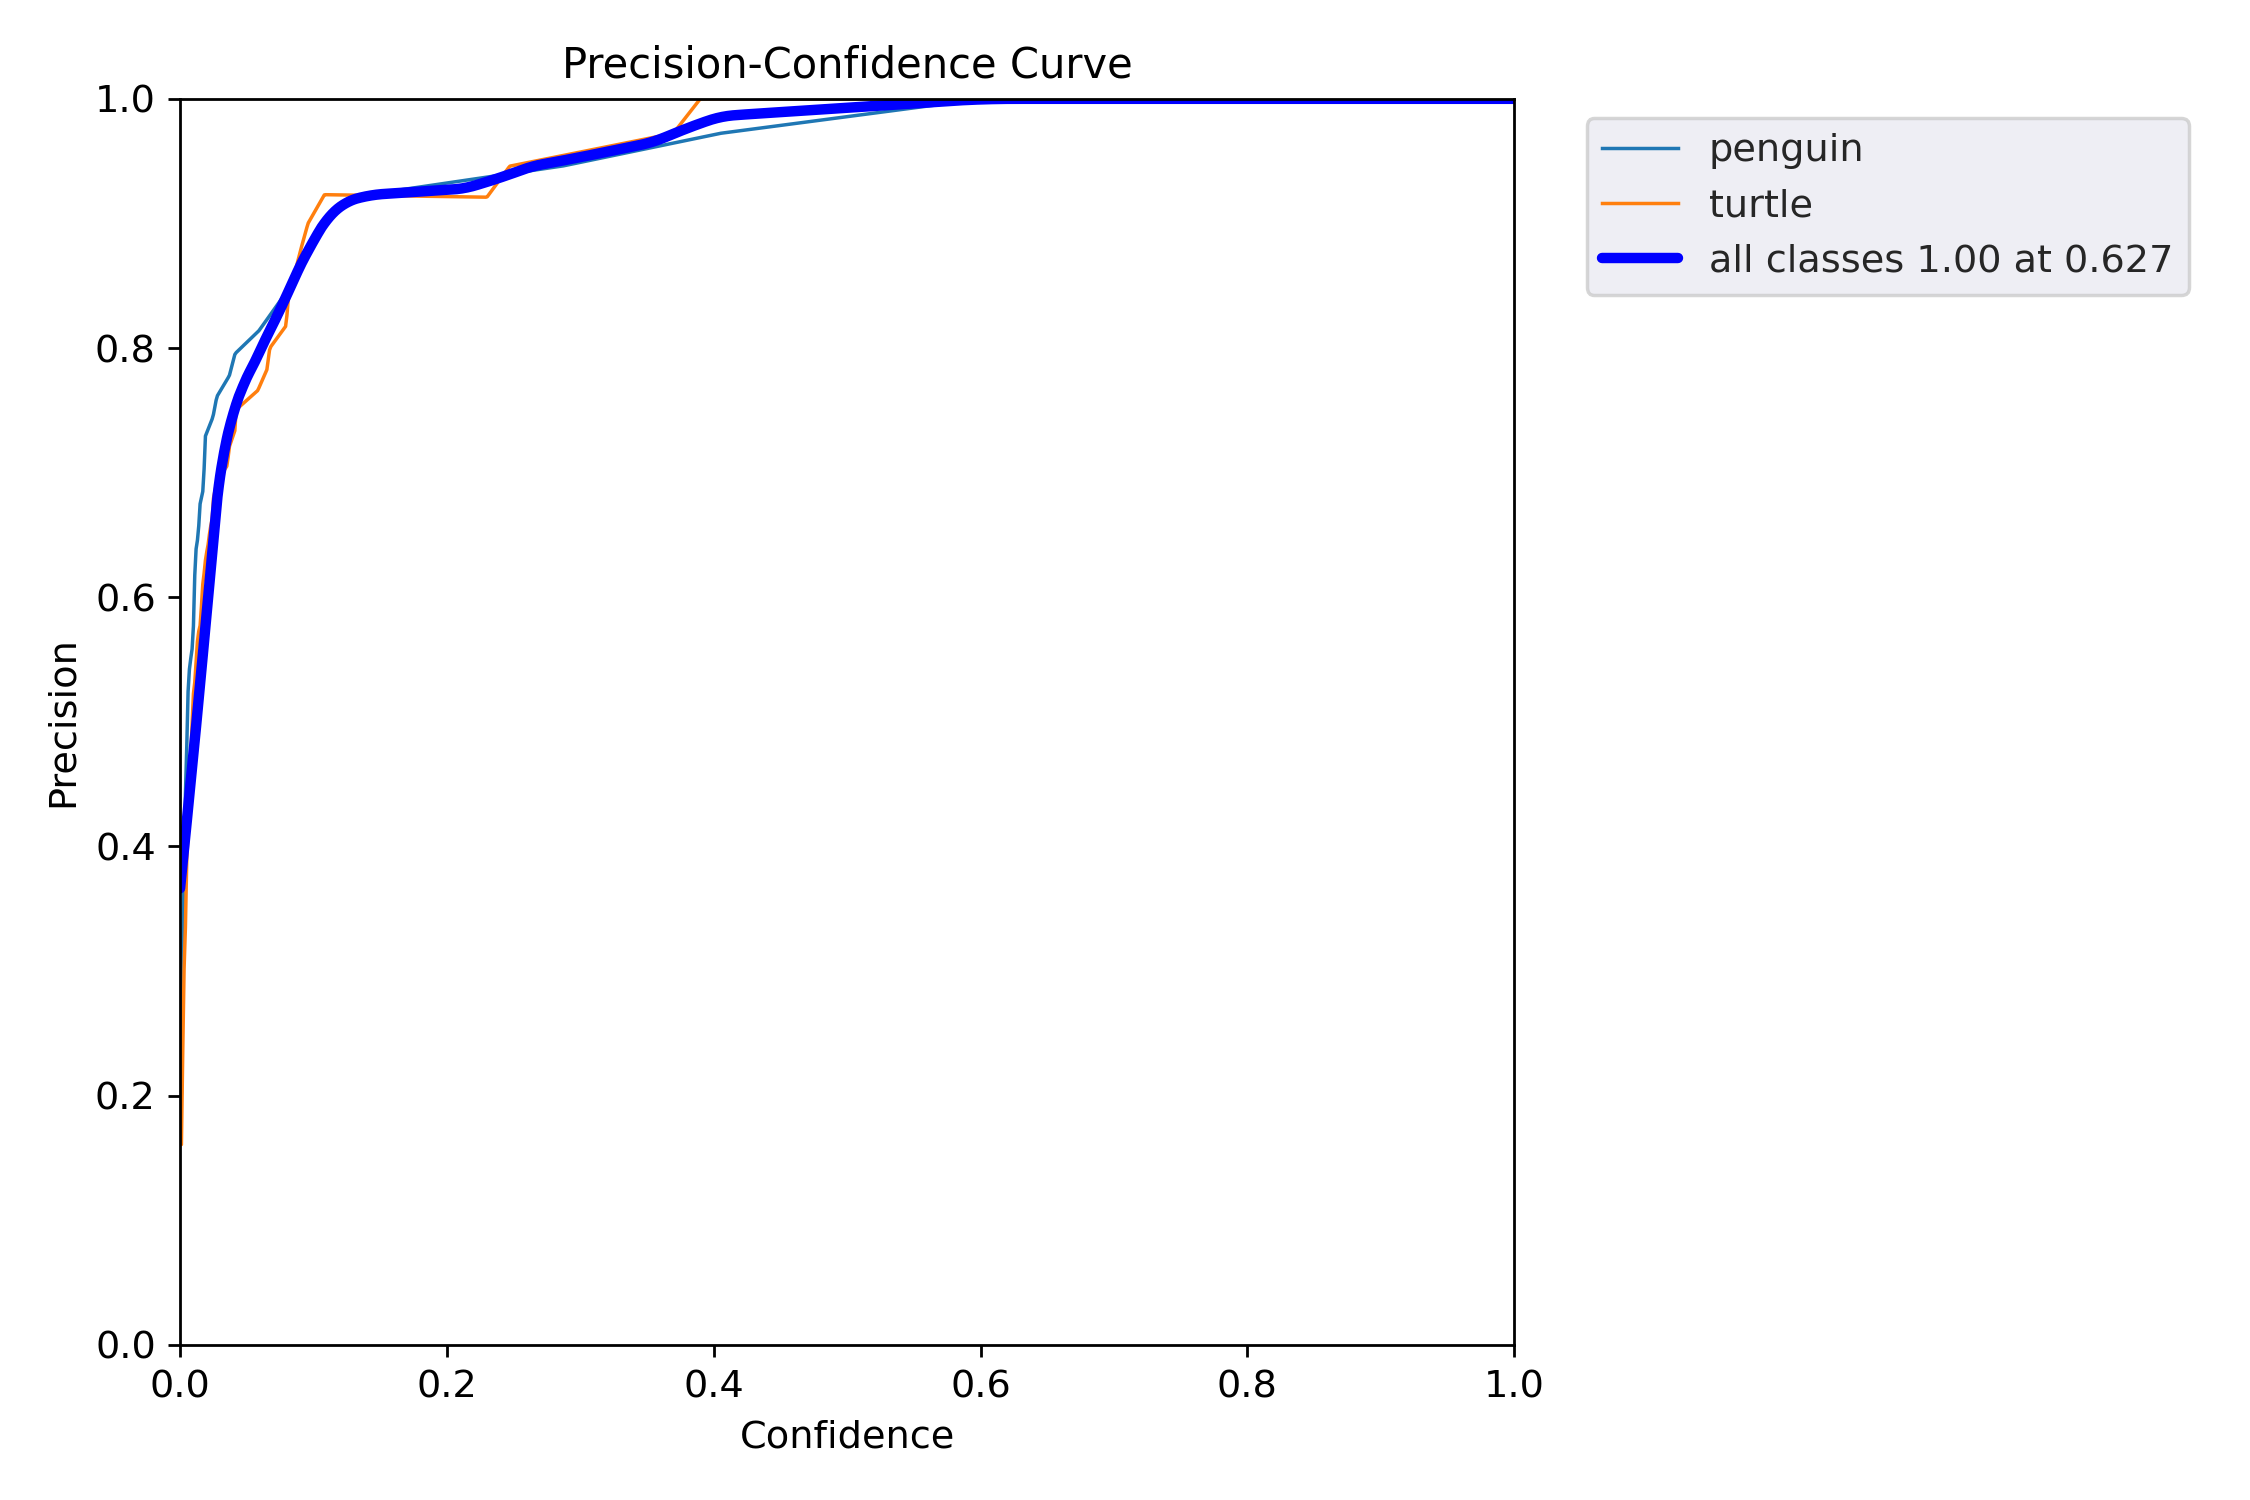 Precision-Confidence Curve
1.0
0.8
0.6
0.4
0.2
0.0
Precision
0.0 0.2 0.4 0.6 0.8 1.0
Confidence
penguin
turtle
all classes 1.00 at 0.627